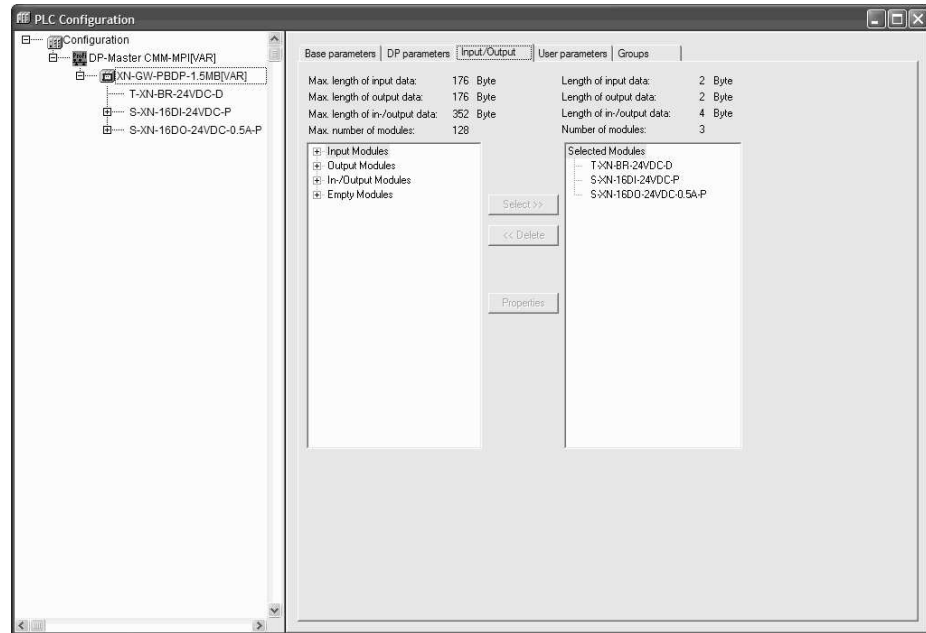 PLC Configuration
Configuration
DP-Master CMM-MPI[VAR]
XN-GW-PBDP-1.5MB[VAR]
T-XN-BR-24VDC-D
S-XN-16DI-24VDC-P
S-XN-16DO-24VDC-0.5A-P
Base parameters DP parameters Input/Output User parameters Groups
Max. length of input data: 176 Byte Length of input data: 2 Byte
Max. length of output data: 176 Byte Length of output data: 2 Byte
Max. length of in-/output data: 352 Byte Length of in-/output data: 4 Byte
Max. number of modules: 128 Number of modules: 3
Input Modules
Output Modules
In-/Output Modules
Empty Modules
Select >>
<< Delete
Properties
Selected Modules
T-XN-BR-24VDC-D
S-XN-16DI-24VDC-P
S-XN-16DO-24VDC-0.5A-P